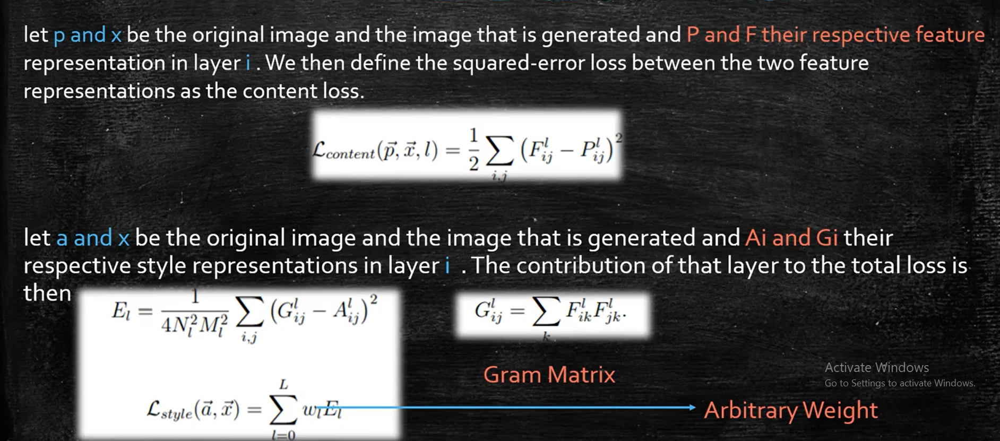 let p and x be the original image and the image that is generated and P and F their respective feature
representation in layer i . We then define the squared-error loss between the two feature
representations as the content loss.
$\mathcal{L}_{content}(\vec{p}, \vec{x}, l) = \frac{1}{2} \sum_{i,j} (F_{ij}^l - P_{ij}^l)^2$
let a and x be the original image and the image that is generated and Ai and Gi their
respective style representations in layer i . The contribution of that layer to the total loss is
then
$E_l = \frac{1}{4N_l^2 M_l^2} \sum_{i,j} (G_{ij}^l - A_{ij}^l)^2$
$G_{ij}^l = \sum_k F_{ik}^l F_{jk}^l.$
Gram Matrix
Activate Windows
Go to Settings to activate Windows.
$\mathcal{L}_{style}(\vec{a}, \vec{x}) = \sum_{l=0}^{L} w_l E_l$
Arbitrary Weight